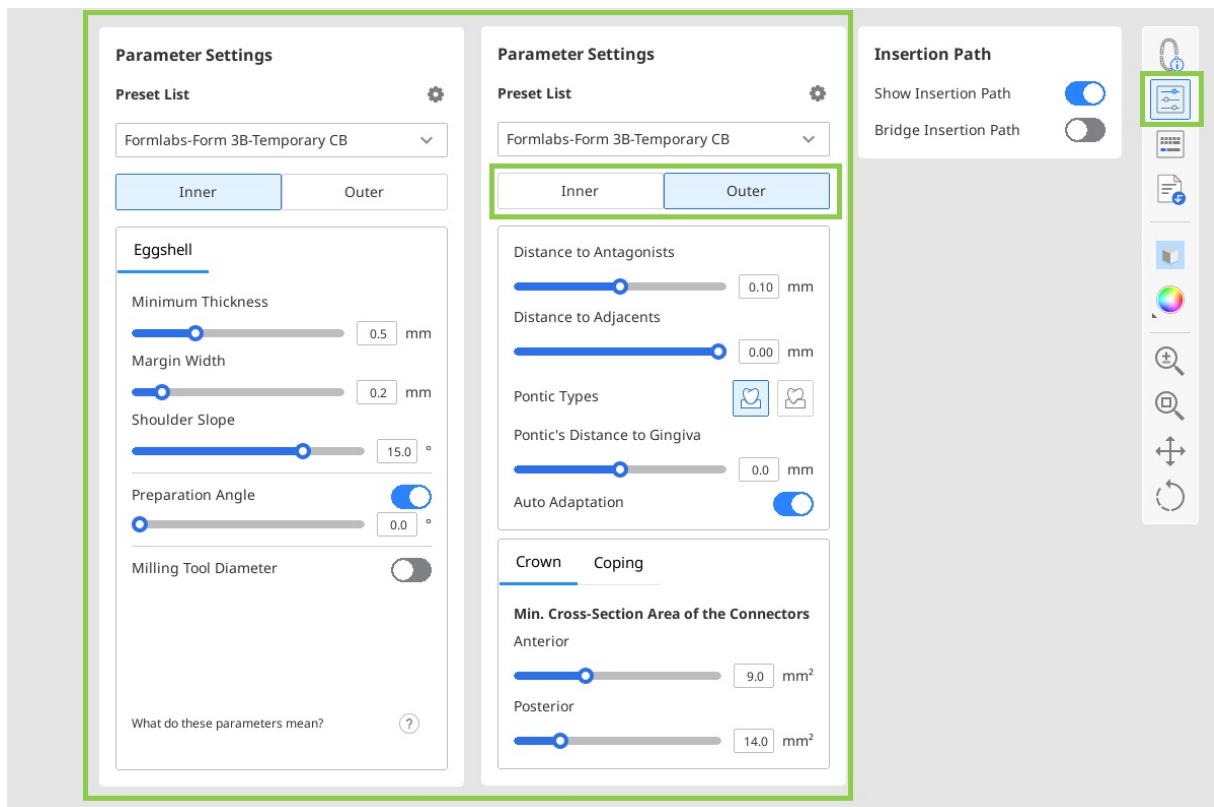 Parameter Settings
Preset List
Formlabs-Form 3B-Temporary CB
Inner Outer
Eggshell
Minimum Thickness
0.5 mm
Margin Width
0.2 mm
Shoulder Slope
15.0 °
Preparation Angle
0.0 °
Milling Tool Diameter
What do these parameters mean? ?
Parameter Settings
Preset List
Formlabs-Form 3B-Temporary CB
Inner Outer
Distance to Antagonists
0.10 mm
Distance to Adjacents
0.00 mm
Pontic Types
Pontic's Distance to Gingiva
0.0 mm
Auto Adaptation
Crown Coping
Min. Cross-Section Area of the Connectors
Anterior
9.0 mm²
Posterior
14.0 mm²
Insertion Path
Show Insertion Path
Bridge Insertion Path